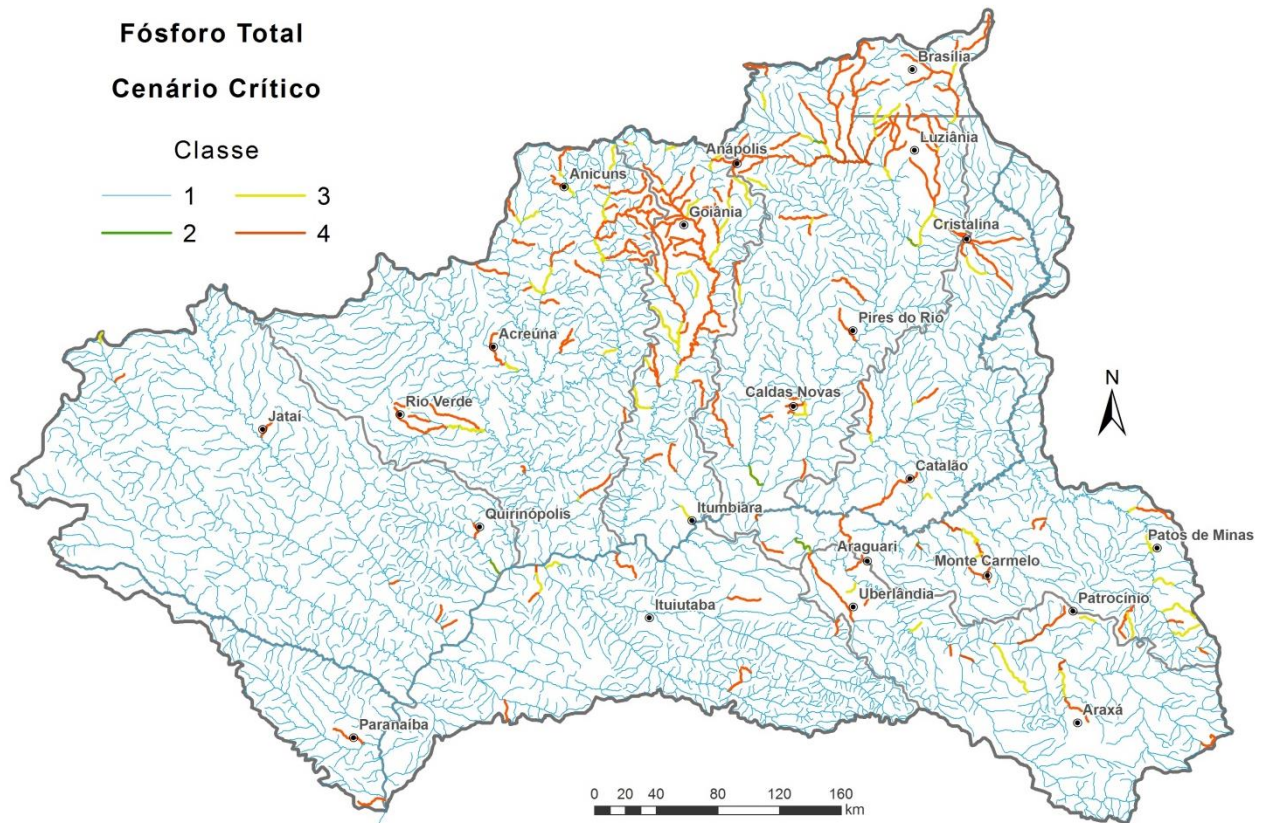 Fósforo Total
Cenário Crítico
Classe
1 3
2 4
Brasília
Luziânia
Anápolis
Anicuns
Goiânia
Cristalina
Pires do Rio
Acreúna
Caldas Novas
Rio Verde
Jataí
N
Catalão
Quirinópolis
Itumbiara
Patos de Minas
Araguari
Monte Carmelo
Uberlândia
Patrocínio
Ituiutaba
Araxá
Paranaíba
0 10 20 40 80 120 160
km